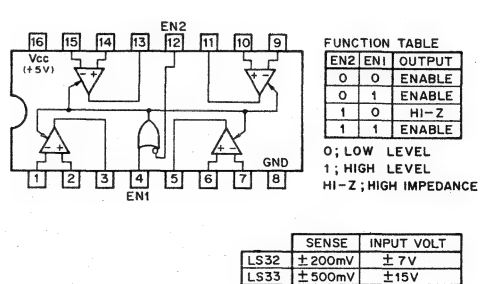 EN2
16 15 14 13 12 11 10 9
Vcc
(+5V)
- +
+ -
+ -
+ -
GND
1 2 3 4 5 6 7 8
EN1
FUNCTION TABLE
EN2 EN1 OUTPUT
0 0 ENABLE
0 1 ENABLE
1 0 HI-Z
1 1 ENABLE
0; LOW LEVEL
1; HIGH LEVEL
HI-Z; HIGH IMPEDANCE
SENSE INPUT VOLT
LS32 ±200mV ±7V
LS33 ±500mV ±15V